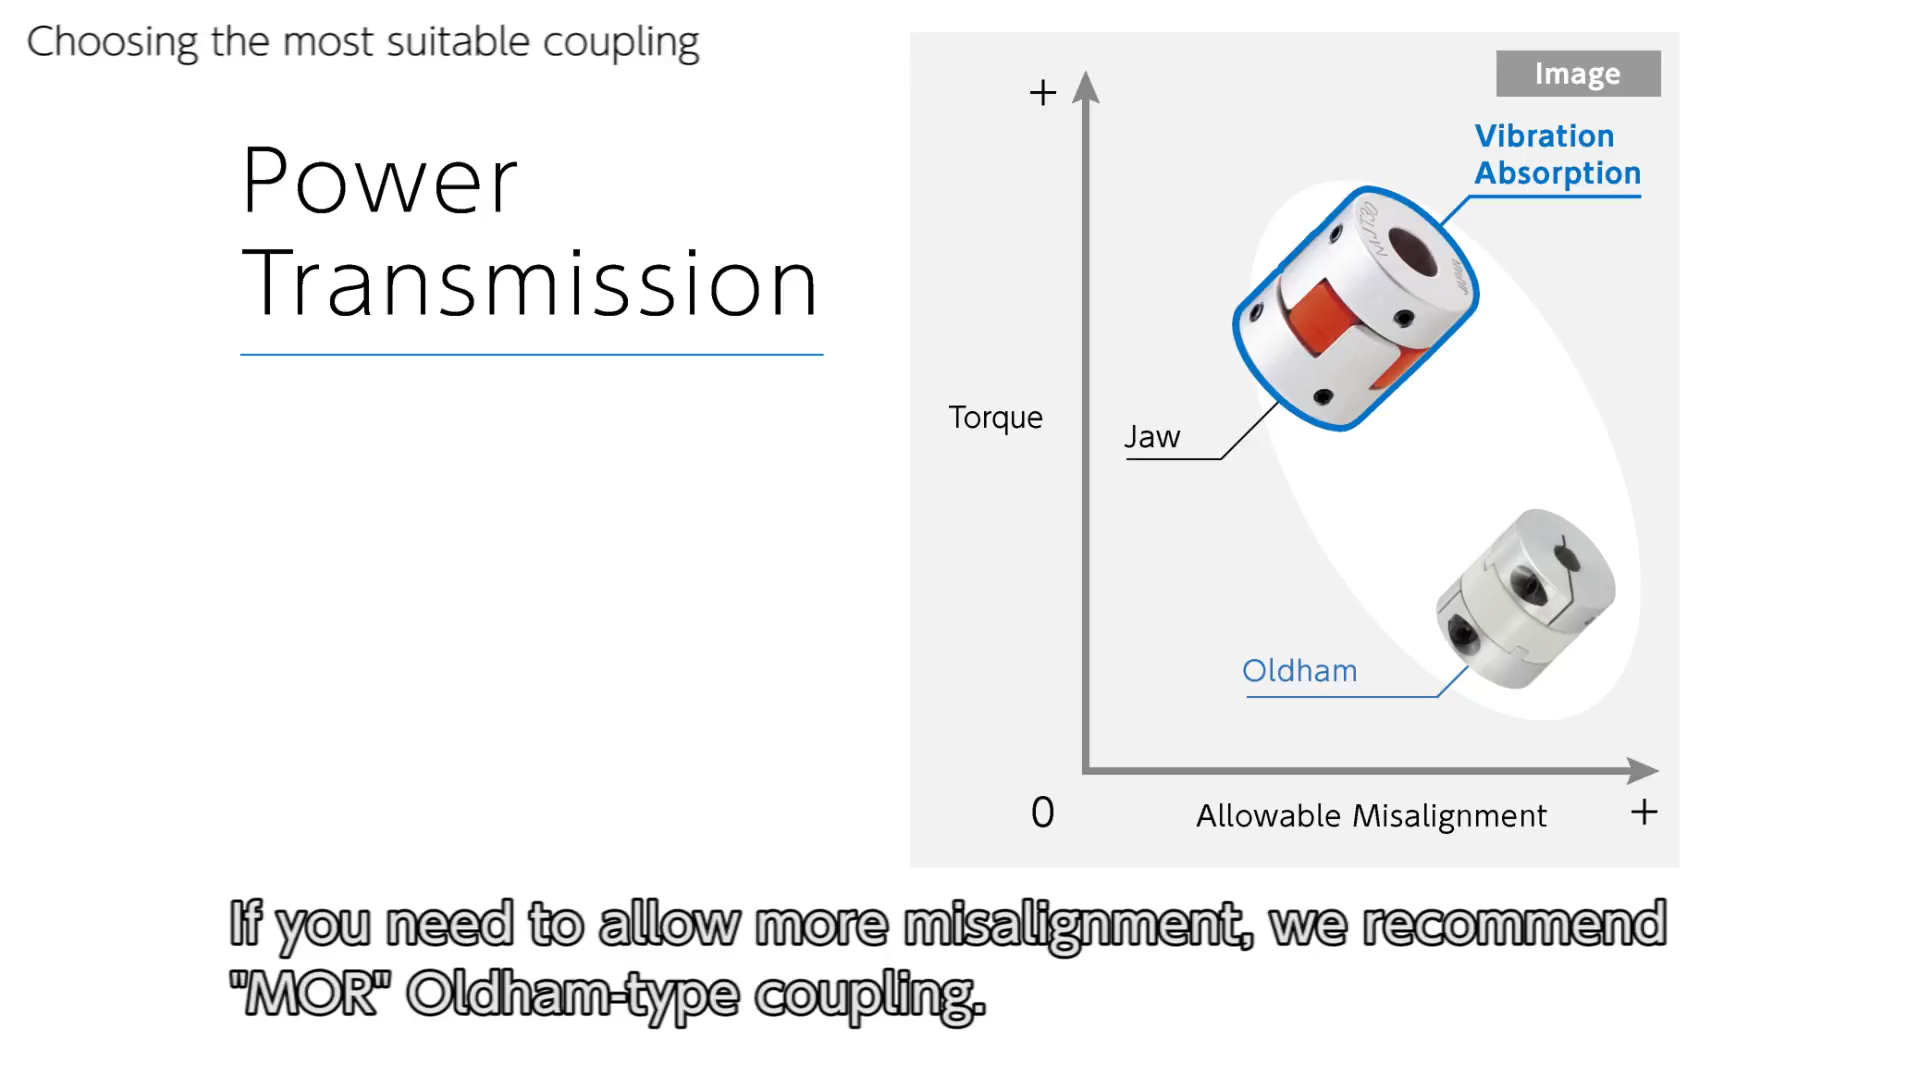 Choosing the most suitable coupling
Power
Transmission
Image
+
Vibration
Absorption
Torque
Jaw
Oldham
0
Allowable Misalignment
+
If you need to allow more misalignment, we recommend
"MOR" Oldham-type coupling.